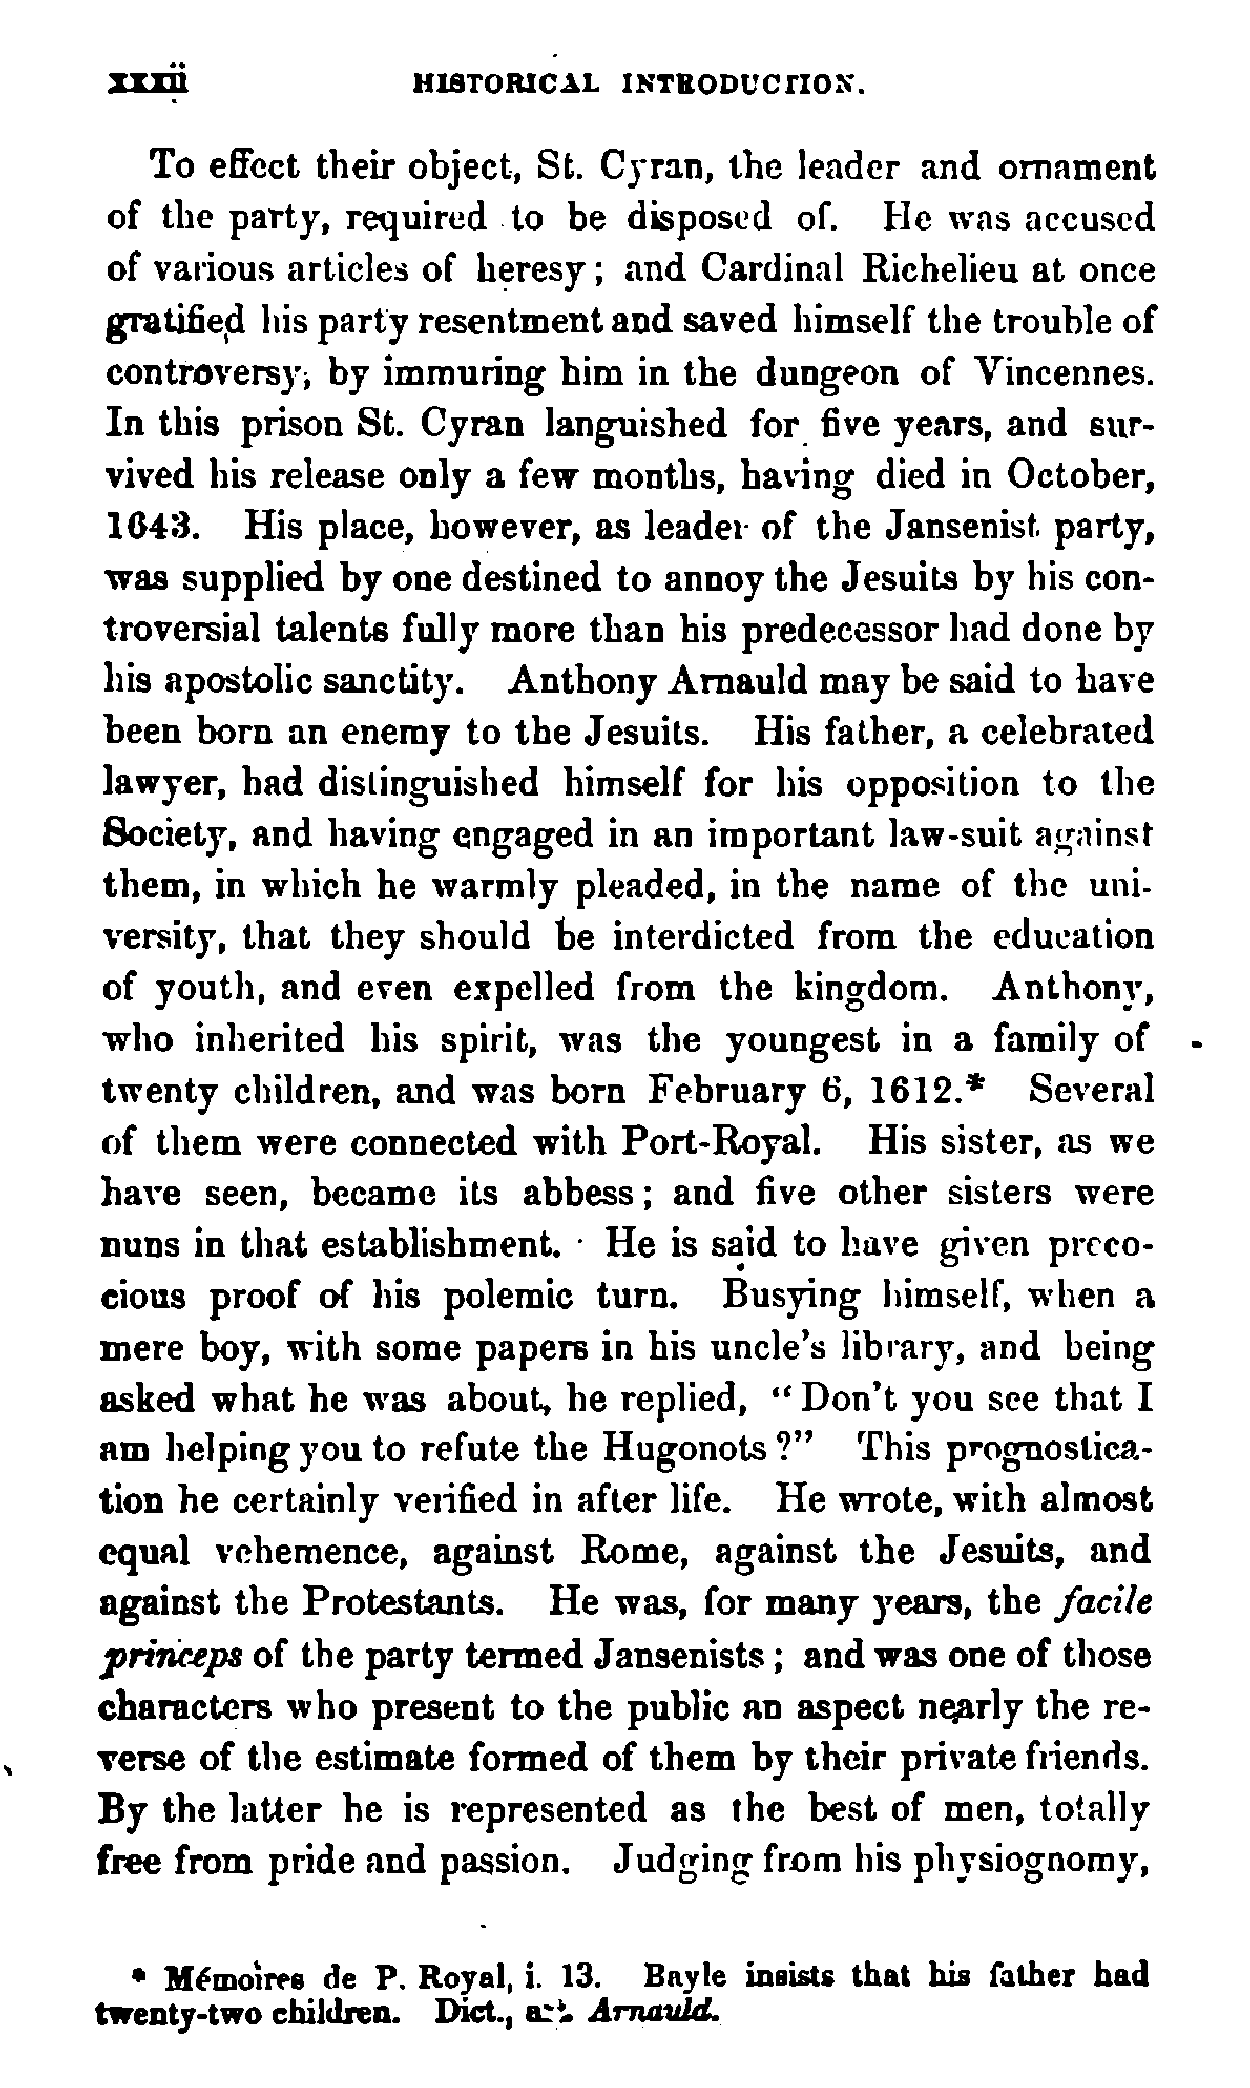 xxxii HISTORICAL INTRODUCTION.
To effect their object, St. Cyran, the leader and ornament
of the party, required to be disposed of. He was accused
of various articles of heresy; and Cardinal Richelieu at once
gratified his party resentment and saved himself the trouble of
controversy, by immuring him in the dungeon of Vincennes.
In this prison St. Cyran languished for five years, and sur-
vived his release only a few months, having died in October,
1643. His place, however, as leader of the Jansenist party,
was supplied by one destined to annoy the Jesuits by his con-
troversial talents fully more than his predecessor had done by
his apostolic sanctity. Anthony Arnauld may be said to have
been born an enemy to the Jesuits. His father, a celebrated
lawyer, had distinguished himself for his opposition to the
Society, and having engaged in an important law-suit against
them, in which he warmly pleaded, in the name of the uni-
versity, that they should be interdicted from the education
of youth, and even expelled from the kingdom. Anthony,
who inherited his spirit, was the youngest in a family of
twenty children, and was born February 6, 1612.* Several
of them were connected with Port-Royal. His sister, as we
have seen, became its abbess; and five other sisters were
nuns in that establishment. He is said to have given preco-
cious proof of his polemic turn. Busying himself, when a
mere boy, with some papers in his uncle's library, and being
asked what he was about, he replied, "Don't you see that I
am helping you to refute the Hugonots?" This prognostica-
tion he certainly verified in after life. He wrote, with almost
equal vehemence, against Rome, against the Jesuits, and
against the Protestants. He was, for many years, the facile
princeps of the party termed Jansenists; and was one of those
characters who present to the public an aspect nearly the re-
verse of the estimate formed of them by their private friends.
By the latter he is represented as the best of men, totally
free from pride and passion. Judging from his physiognomy,
* Mémoires de P. Royal, i. 13. Bayle insists that his father had
twenty-two children. Dict., art. Arnauld.